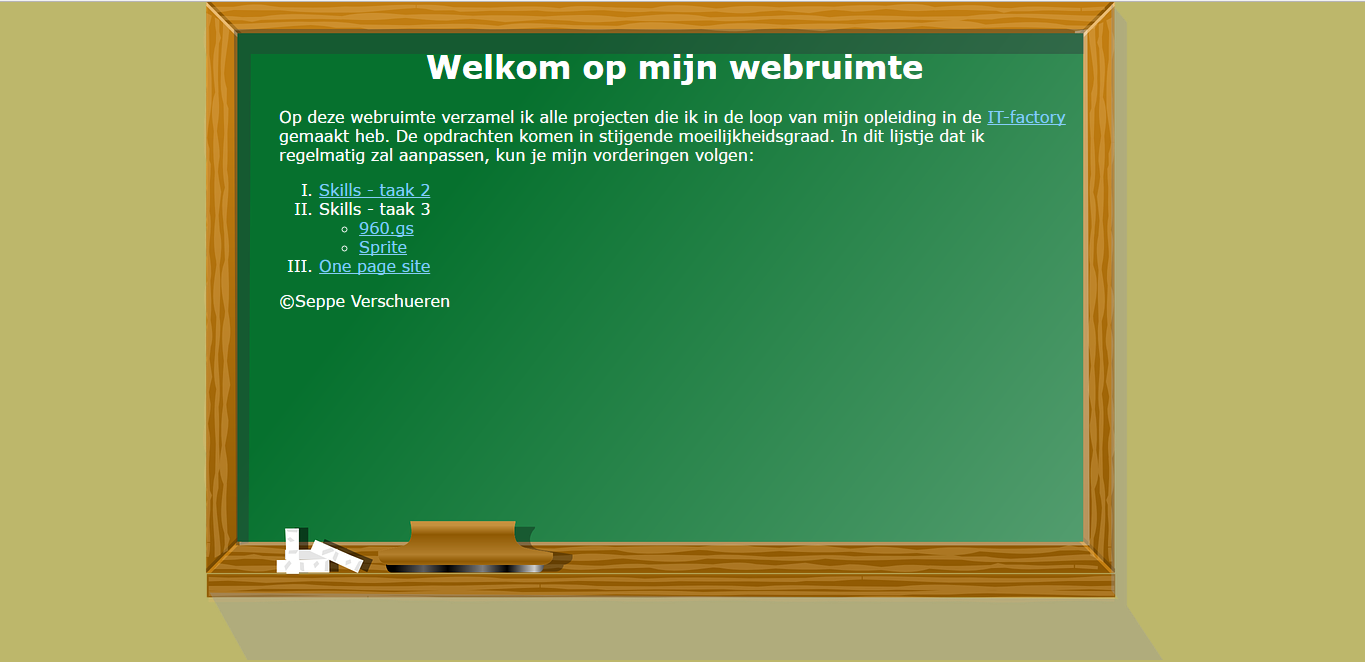 Welkom op mijn webruimte
Op deze webruimte verzamel ik alle projecten die ik in de loop van mijn opleiding in de IT-factory
gemaakt heb. De opdrachten komen in stijgende moeilijkheidsgraad. In dit lijstje dat ik
regelmatig zal aanpassen, kun je mijn vorderingen volgen:
I. Skills - taak 2
II. Skills - taak 3
◦ 960.gs
◦ Sprite
III. One page site
©Seppe Verschueren